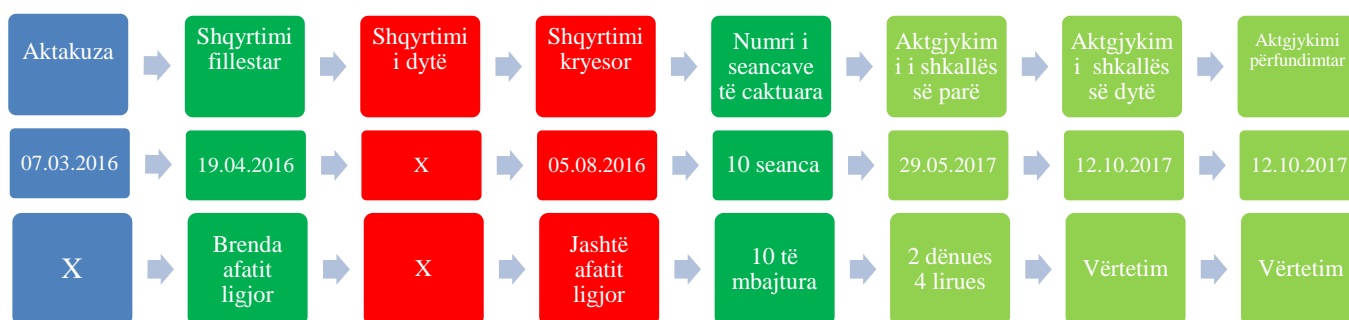 Aktakuza
Shqyrtimi
fillestar
Shqyrtimi
i dytë
Shqyrtimi
kryesor
Numri i
seancave
të caktuara
Aktgjykim
i i shkallës
së parë
Aktgjykim
i shkallës
së dytë
Aktgjykimi
përfundimtar
07.03.2016
19.04.2016
X
05.08.2016
10 seanca
29.05.2017
12.10.2017
12.10.2017
X
Brenda
afatit
ligjor
X
Jashtë
afatit
ligjor
10 të
mbajtura
2 dënues
4 lirues
Vërtetim
Vërtetim